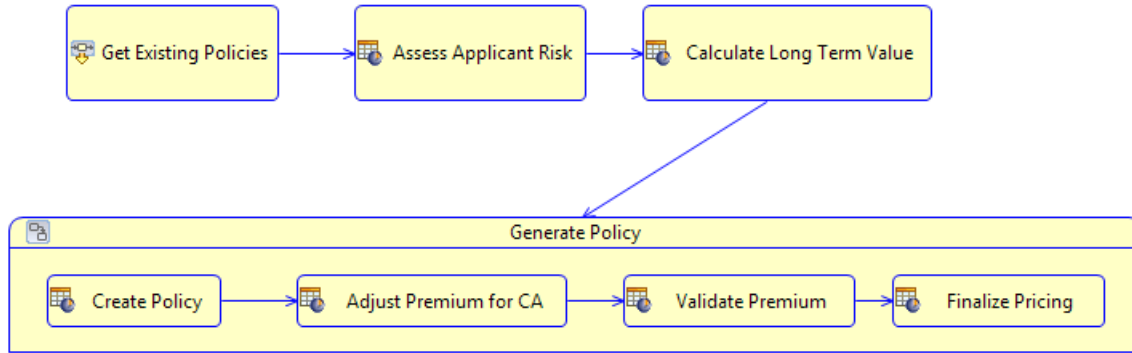 Get Existing Policies
Assess Applicant Risk
Calculate Long Term Value
Generate Policy
Create Policy
Adjust Premium for CA
Validate Premium
Finalize Pricing